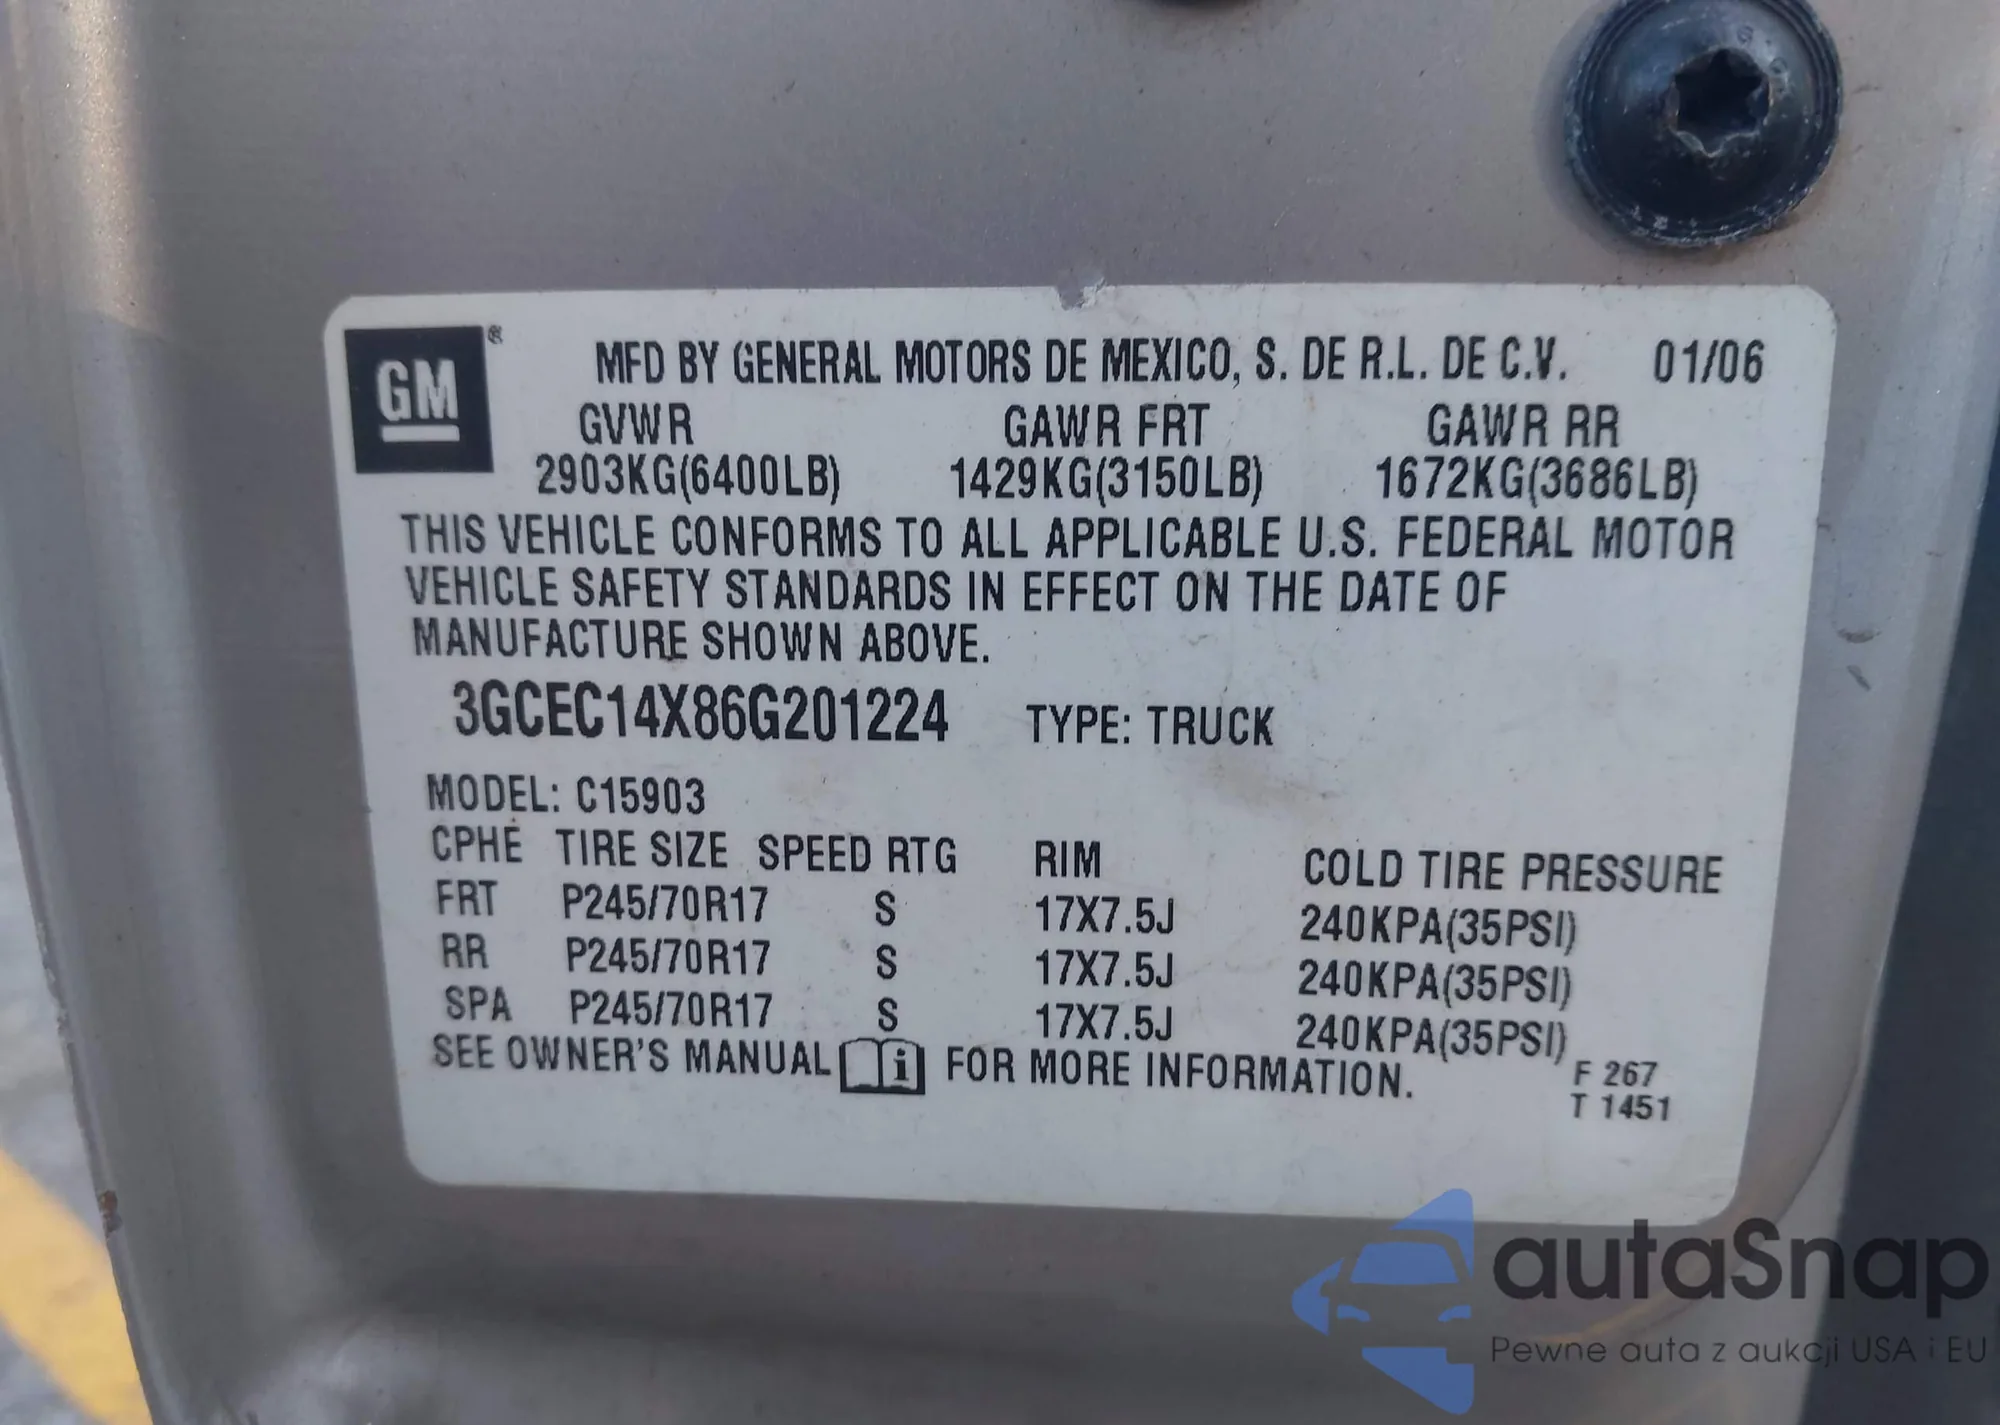 GM®
MFD BY GENERAL MOTORS DE MEXICO, S. DE R.L. DE C.V. 01/06
GVWR GAWR FRT GAWR RR
2903KG(6400LB) 1429KG(3150LB) 1672KG(3686LB)
THIS VEHICLE CONFORMS TO ALL APPLICABLE U.S. FEDERAL MOTOR
VEHICLE SAFETY STANDARDS IN EFFECT ON THE DATE OF
MANUFACTURE SHOWN ABOVE.
3GCEC14X86G201224 TYPE: TRUCK
MODEL: C15903
CPHE TIRE SIZE SPEED RTG RIM COLD TIRE PRESSURE
FRT P245/70R17 S 17X7.5J 240KPA(35PSI)
RR P245/70R17 S 17X7.5J 240KPA(35PSI)
SPA P245/70R17 S 17X7.5J 240KPA(35PSI)
SEE OWNER'S MANUAL i FOR MORE INFORMATION.
F 267
T 1451
autaSnap
Pewne auta z aukcji USA i EU